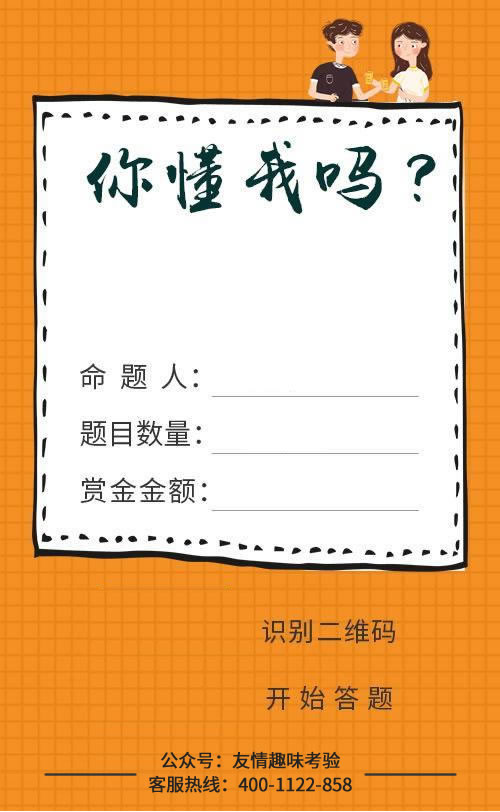 你懂我吗？
命题人：
题目数量：
赏金金额：
识别二维码
开始答题
公众号：友情趣味考验
客服热线：400-1122-858